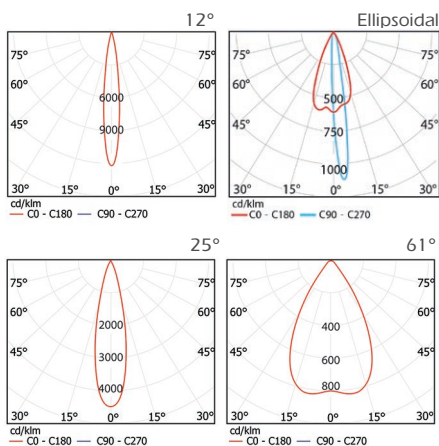 12°
75° 75°
60° 60°
6000
45° 9000 45°
30° 15° 0° 15° 30°
cd/klm
C0 - C180 C90 - C270
Ellipsoidal
75° 75°
60° 60°
500
45° 750 45°
1000
30° 15° 0° 15° 30°
cd/klm
C0 - C180 C90 - C270
25°
75° 75°
60° 2000 60°
45° 3000 45°
4000
30° 15° 0° 15° 30°
cd/klm
C0 - C180 C90 - C270
61°
75° 75°
60° 400 60°
45° 600 45°
800
30° 15° 0° 15° 30°
cd/klm
C0 - C180 C90 - C270